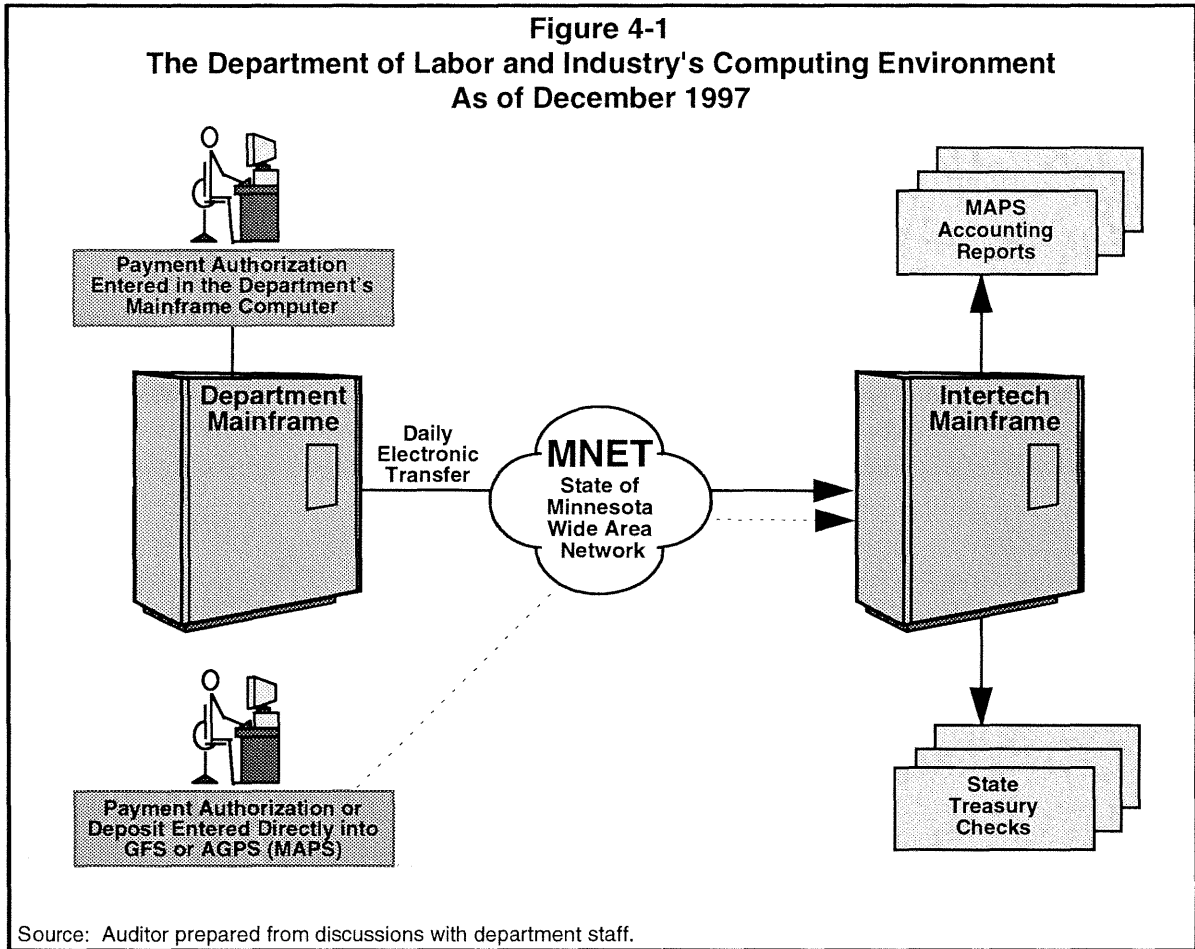 Figure 4-1
The Department of Labor and Industry's Computing Environment
As of December 1997
Payment Authorization
Entered in the Department's
Mainframe Computer
MAPS
Accounting
Reports
Department
Mainframe
Daily
Electronic
Transfer
MNET
State of
Minnesota
Wide Area
Network
Intertech
Mainframe
Payment Authorization or
Deposit Entered Directly into
GFS or AGPS (MAPS)
State
Treasury
Checks
Source: Auditor prepared from discussions with department staff.